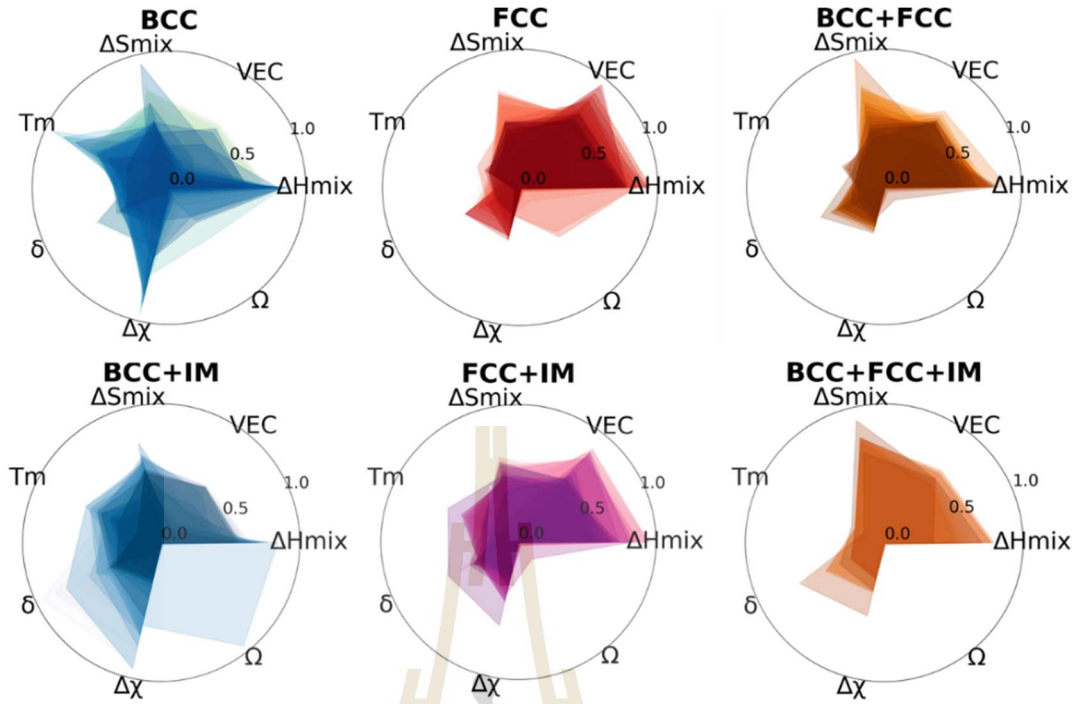 BCC
ΔSmix
VEC
Tm
1.0
0.5
0.0
ΔHmix
δ
Ω
Δχ
FCC
ΔSmix
VEC
Tm
1.0
0.5
0.0
ΔHmix
δ
Ω
Δχ
BCC+FCC
ΔSmix
VEC
Tm
1.0
0.5
0.0
ΔHmix
δ
Ω
Δχ
BCC+IM
ΔSmix
VEC
Tm
1.0
0.5
0.0
ΔHmix
δ
Ω
Δχ
FCC+IM
ΔSmix
VEC
Tm
1.0
0.5
0.0
ΔHmix
δ
Ω
Δχ
BCC+FCC+IM
ΔSmix
VEC
Tm
1.0
0.5
0.0
ΔHmix
δ
Ω
Δχ